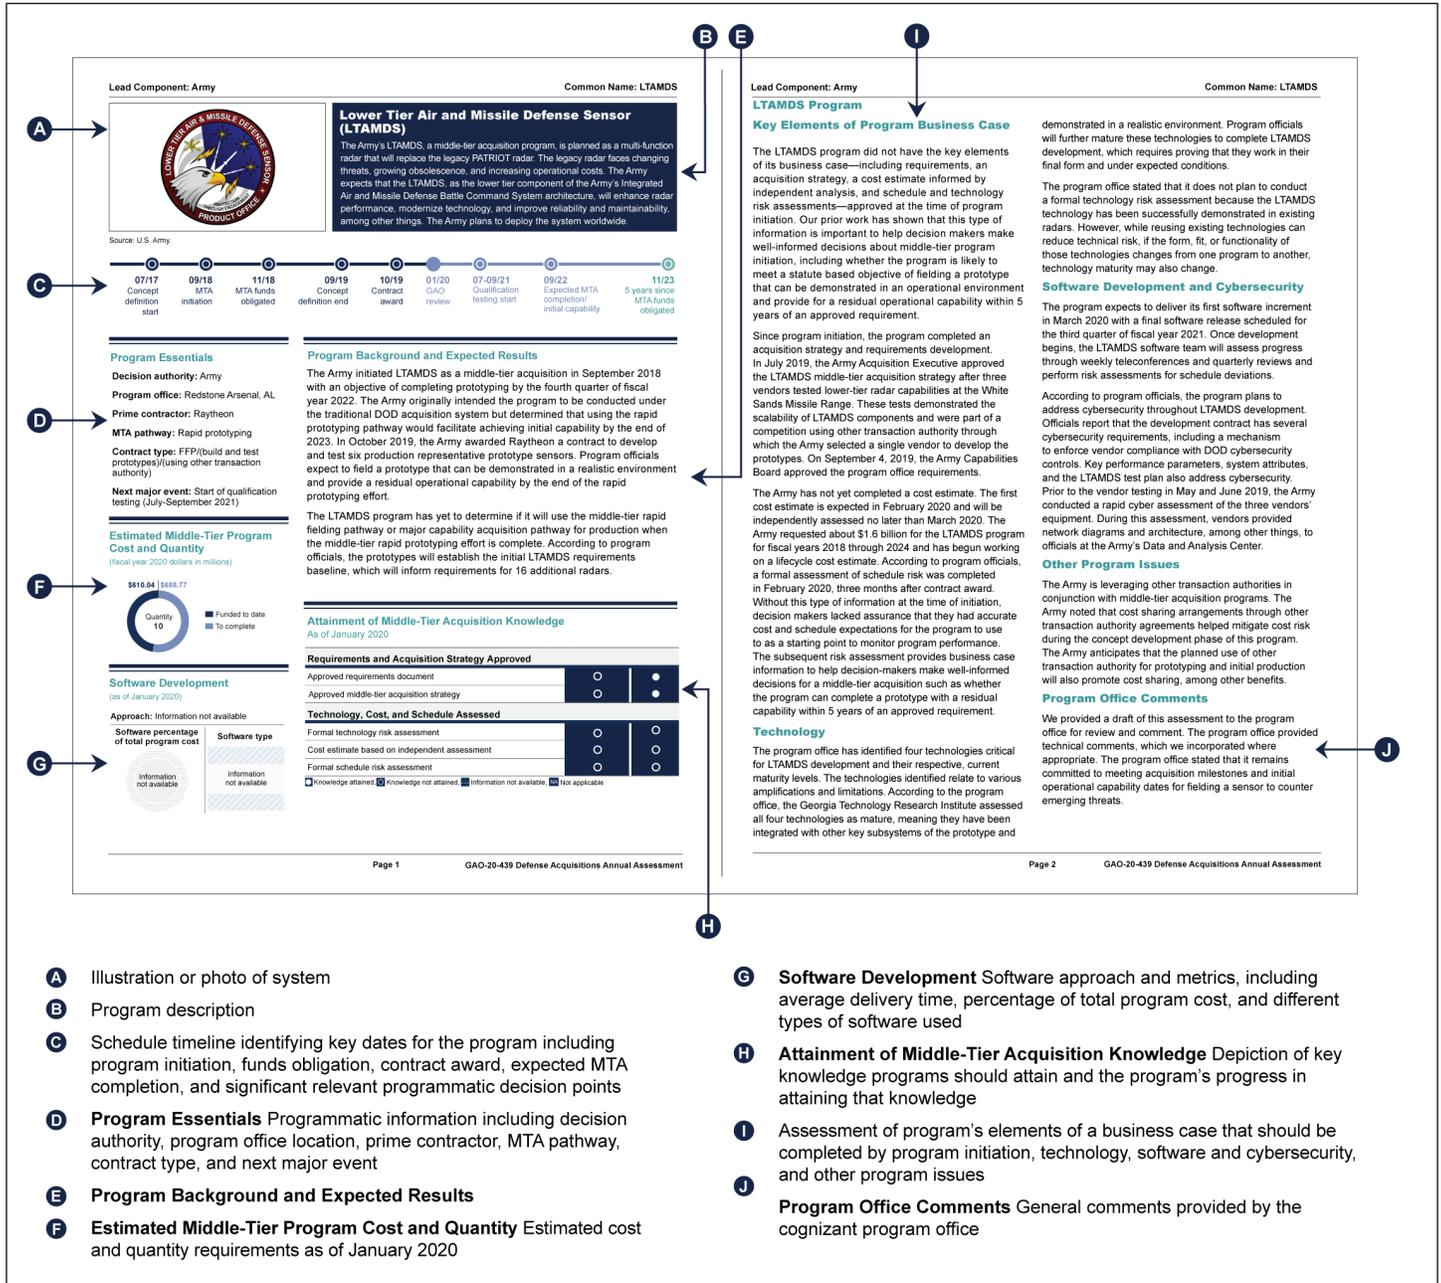 B
E
I
Lead Component: Army
Common Name: LTAMDS
A
LOWER TIER AIR & MISSILE DEFENSE SENSOR
PRODUCT OFFICE
Source: U.S. Army.
Lower Tier Air and Missile Defense Sensor
(LTAMDS)
The Army's LTAMDS, a middle-tier acquisition program, is planned as a multi-function
radar that will replace the legacy PATRIOT radar. The legacy radar faces changing
threats, growing obsolescence, and increasing operational costs. The Army
expects that the LTAMDS, as the lower tier component of the Army's Integrated
Air and Missile Defense Battle Command System architecture, will enhance radar
performance, modernize technology, and improve reliability and maintainability,
among other things. The Army plans to deploy the system worldwide.
C
07/17
Concept
definition
start
09/18
MTA
initiation
11/18
MTA funds
obligated
09/19
Concept
definition end
10/19
Contract
award
01/20
GAO
review
07-09/21
Qualification
testing start
09/22
Expected MTA
completion/
initial capability
11/23
5 years since
MTA funds
obligated
D
Program Essentials
Decision authority: Army
Program office: Redstone Arsenal, AL
Prime contractor: Raytheon
MTA pathway: Rapid prototyping
Contract type: FFP/(build and test
prototypes)/(using other transaction
authority)
Next major event: Start of qualification
testing (July-September 2021)
F
Estimated Middle-Tier Program
Cost and Quantity
(fiscal year 2020 dollars in millions)
$610.04
$688.77
Quantity
10
Funded to date
To complete
G
Software Development
(as of January 2020)
Approach: Information not available
Software percentage
of total program cost
Software type
Information
not available
Information
not available
Program Background and Expected Results
The Army initiated LTAMDS as a middle-tier acquisition in September 2018
with an objective of completing prototyping by the fourth quarter of fiscal
year 2022. The Army originally intended the program to be conducted under
the traditional DOD acquisition system but determined that using the rapid
prototyping pathway would facilitate achieving initial capability by the end of
2023. In October 2019, the Army awarded Raytheon a contract to develop
and test six production representative prototype sensors. Program officials
expect to field a prototype that can be demonstrated in a realistic environment
and provide a residual operational capability by the end of the rapid
prototyping effort.
The LTAMDS program has yet to determine if it will use the middle-tier rapid
fielding pathway or major capability acquisition pathway for production when
the middle-tier rapid prototyping effort is complete. According to program
officials, the prototypes will establish the initial LTAMDS requirements
baseline, which will inform requirements for 16 additional radars.
Attainment of Middle-Tier Acquisition Knowledge
As of January 2020
Requirements and Acquisition Strategy Approved
Approved requirements document
Approved middle-tier acquisition strategy
Technology, Cost, and Schedule Assessed
Formal technology risk assessment
Cost estimate based on independent assessment
Formal schedule risk assessment
Knowledge attained, Knowledge not attained, Information not available, NA Not applicable
Page 1
GAO-20-439 Defense Acquisitions Annual Assessment
H
Lead Component: Army
Common Name: LTAMDS
LTAMDS Program
Key Elements of Program Business Case
The LTAMDS program did not have the key elements
of its business case—including requirements, an
acquisition strategy, a cost estimate informed by
independent analysis, and schedule and technology
risk assessments—approved at the time of program
initiation. Our prior work has shown that this type of
information is important to help decision makers make
well-informed decisions about middle-tier program
initiation, including whether the program is likely to
meet a statute based objective of fielding a prototype
that can be demonstrated in an operational environment
and provide for a residual operational capability within 5
years of an approved requirement.
Since program initiation, the program completed an
acquisition strategy and requirements development.
In July 2019, the Army Acquisition Executive approved
the LTAMDS middle-tier acquisition strategy after three
vendors tested lower-tier radar capabilities at the White
Sands Missile Range. These tests demonstrated the
scalability of LTAMDS components and were part of a
competition using other transaction authority through
which the Army selected a single vendor to develop the
prototypes. On September 4, 2019, the Army Capabilities
Board approved the program office requirements.
The Army has not yet completed a cost estimate. The first
cost estimate is expected in February 2020 and will be
independently assessed no later than March 2020. The
Army requested about $1.6 billion for the LTAMDS program
for fiscal years 2018 through 2024 and has begun working
on a lifecycle cost estimate. According to program officials,
a formal assessment of schedule risk was completed
in February 2020, three months after contract award.
Without this type of information at the time of initiation,
decision makers lacked assurance that they had accurate
cost and schedule expectations for the program to use
to as a starting point to monitor program performance.
The subsequent risk assessment provides business case
information to help decision-makers make well-informed
decisions for a middle-tier acquisition such as whether
the program can complete a prototype with a residual
capability within 5 years of an approved requirement.
Technology
The program office has identified four technologies critical
for LTAMDS development and their respective, current
maturity levels. The technologies identified relate to various
amplifications and limitations. According to the program
office, the Georgia Technology Research Institute assessed
all four technologies as mature, meaning they have been
integrated with other key subsystems of the prototype and
demonstrated in a realistic environment. Program officials
will further mature these technologies to complete LTAMDS
development, which requires proving that they work in their
final form and under expected conditions.
The program office stated that it does not plan to conduct
a formal technology risk assessment because the LTAMDS
technology has been successfully demonstrated in existing
radars. However, while reusing existing technologies can
reduce technical risk, if the form, fit, or functionality of
those technologies changes from one program to another,
technology maturity may also change.
Software Development and Cybersecurity
The program expects to deliver its first software increment
in March 2020 with a final software release scheduled for
the third quarter of fiscal year 2021. Once development
begins, the LTAMDS software team will assess progress
through weekly teleconferences and quarterly reviews and
perform risk assessments for schedule deviations.
According to program officials, the program plans to
address cybersecurity throughout LTAMDS development.
Officials report that the development contract has several
cybersecurity requirements, including a mechanism
to enforce vendor compliance with DOD cybersecurity
controls. Key performance parameters, system attributes,
and the LTAMDS test plan also address cybersecurity.
Prior to the vendor testing in May and June 2019, the Army
conducted a rapid cyber assessment of the three vendors'
equipment. During this assessment, vendors provided
network diagrams and architecture, among other things, to
officials at the Army's Data and Analysis Center.
Other Program Issues
The Army is leveraging other transaction authorities in
conjunction with middle-tier acquisition programs. The
Army noted that cost sharing arrangements through other
transaction authority agreements helped mitigate cost risk
during the concept development phase of this program.
The Army anticipates that the planned use of other
transaction authority for prototyping and initial production
will also promote cost sharing, among other benefits.
Program Office Comments
We provided a draft of this assessment to the program
office for review and comment. The program office provided
technical comments, which we incorporated where
appropriate. The program office stated that it remains
committed to meeting acquisition milestones and initial
operational capability dates for fielding a sensor to counter
emerging threats.
J
Page 2
GAO-20-439 Defense Acquisitions Annual Assessment
A Illustration or photo of system
B Program description
C Schedule timeline identifying key dates for the program including
program initiation, funds obligation, contract award, expected MTA
completion, and significant relevant programmatic decision points
D Program Essentials Programmatic information including decision
authority, program office location, prime contractor, MTA pathway,
contract type, and next major event
E Program Background and Expected Results
F Estimated Middle-Tier Program Cost and Quantity Estimated cost
and quantity requirements as of January 2020
G Software Development Software approach and metrics, including
average delivery time, percentage of total program cost, and different
types of software used
H Attainment of Middle-Tier Acquisition Knowledge Depiction of key
knowledge programs should attain and the program's progress in
attaining that knowledge
I Assessment of program's elements of a business case that should be
completed by program initiation, technology, software and cybersecurity,
and other program issues
J Program Office Comments General comments provided by the
cognizant program office